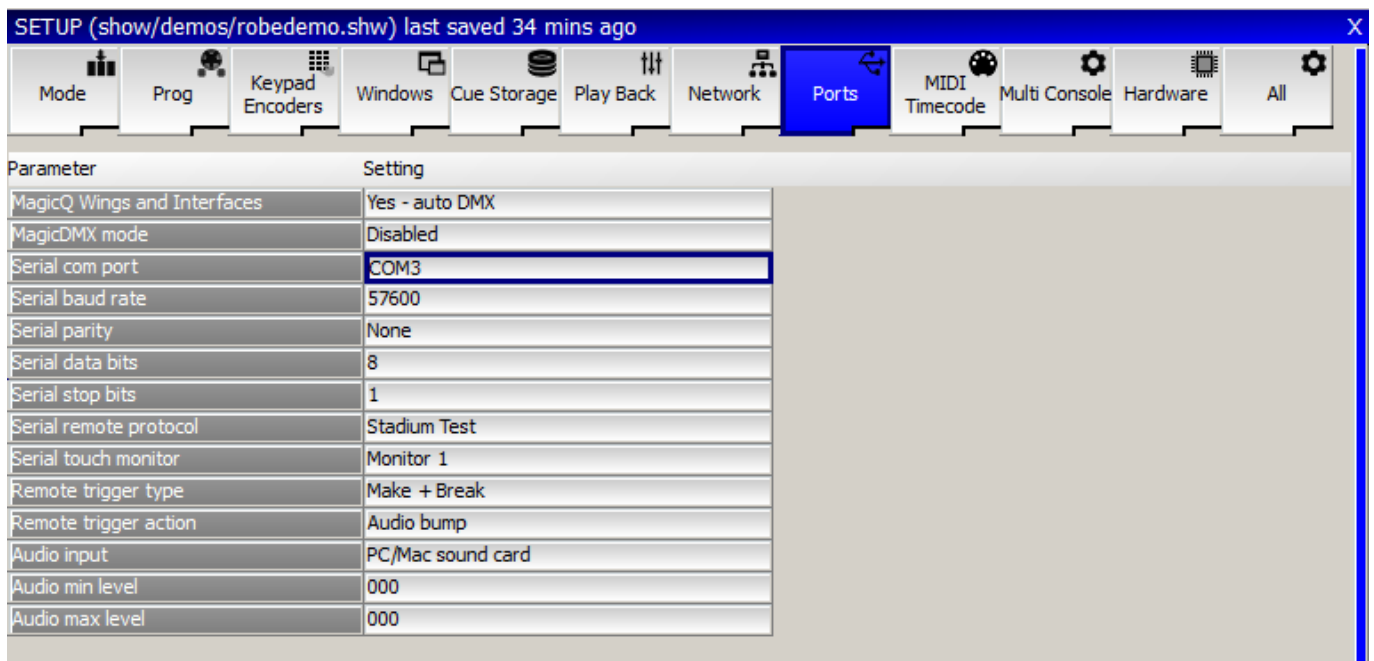 SETUP (show/demos/robedemo.shw) last saved 34 mins ago X
Mode Prog Keypad Encoders Windows Cue Storage Play Back Network Ports MIDI Timecode Multi Console Hardware All
Parameter Setting
MagicQ Wings and Interfaces Yes - auto DMX
MagicDMX mode Disabled
Serial com port COM3
Serial baud rate 57600
Serial parity None
Serial data bits 8
Serial stop bits 1
Serial remote protocol Stadium Test
Serial touch monitor Monitor 1
Remote trigger type Make + Break
Remote trigger action Audio bump
Audio input PC/Mac sound card
Audio min level 000
Audio max level 000